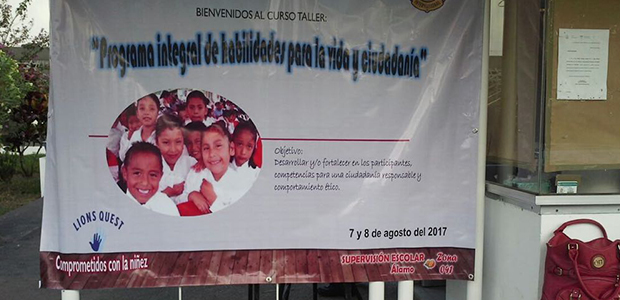 BIENVENIDOS AL CURSO TALLER:
"Programa integral de habilidades para la vida y ciudadanía"
Objetivo:
Desarrollar y/o fortalecer en los participantes,
competencias para una ciudadanía responsable y
comportamiento ético.
LIONS QUEST
Comprometidos con la niñez
7 y 8 de agosto del 2017
SUPERVISIÓN ESCOLAR
Álamo
Zona